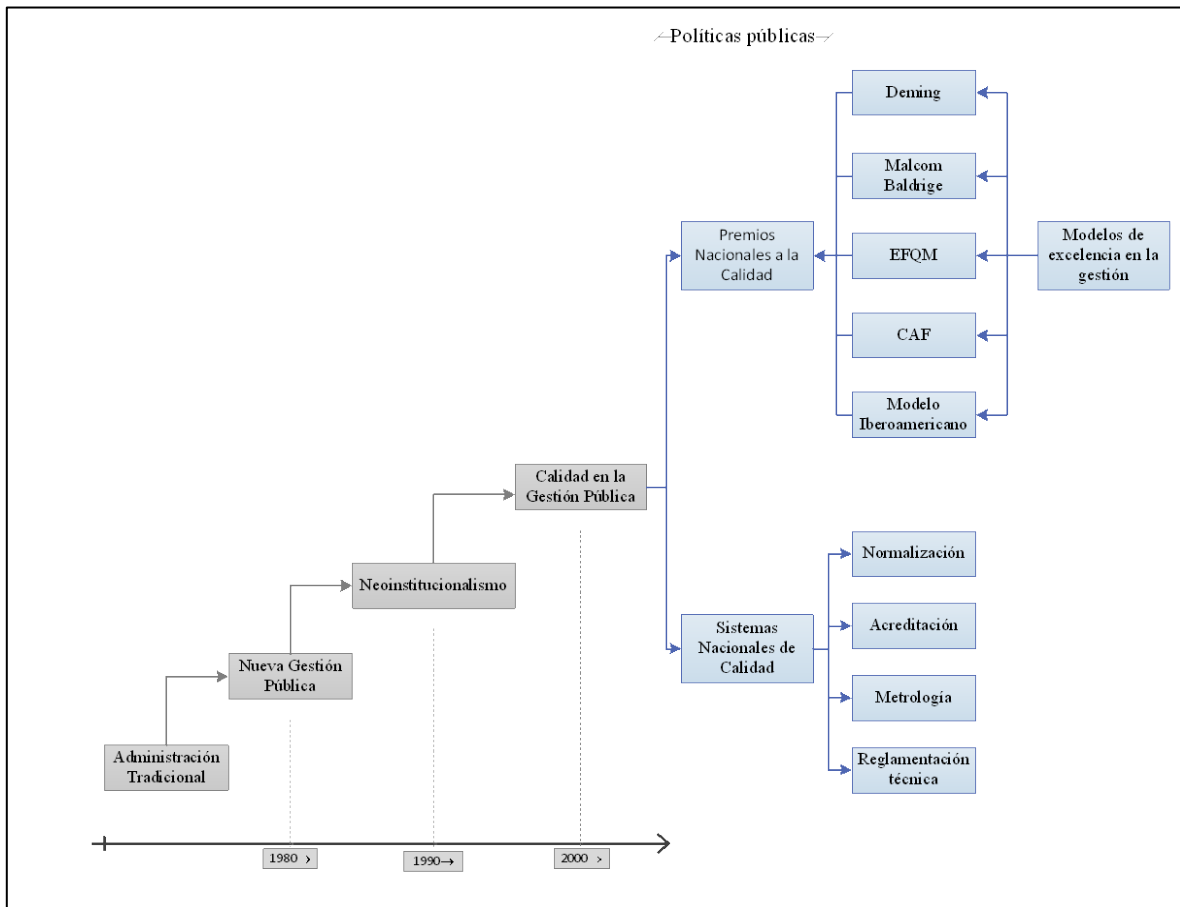 Políticas públicas
Deming
Malcom
Baldrige
Premios
Nacionales a la
Calidad
EFQM
Modelos de
excelencia en la
gestión
CAF
Modelo
Iberoamericano
Calidad en la
Gestión Pública
Normalización
Neoinstitucionalismo
Sistemas
Nacionales de
Calidad
Acreditación
Nueva Gestión
Pública
Metrología
Administración
Tradicional
Reglamentación
técnica
1980 >
1990→
2000 >